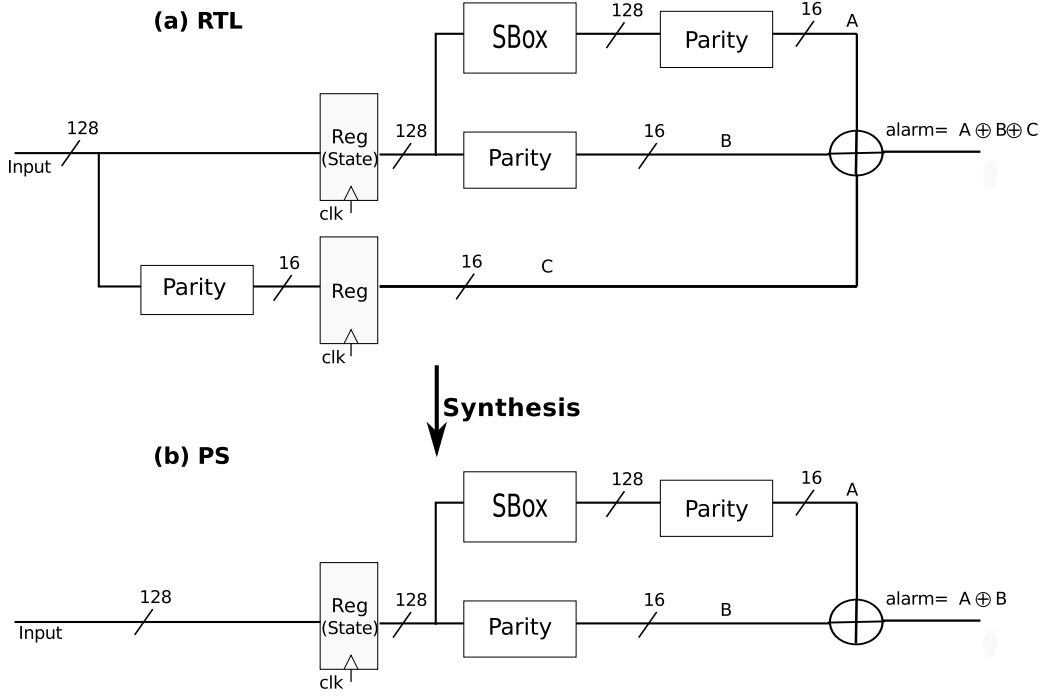 (a) RTL
128
16
A
SBox
Parity
128
128
16
B
alarm= A ⊕ B⊕ C
Reg
(State)
Parity
Input
clk
16
16
C
Parity
Reg
clk
Synthesis
(b) PS
128
16
A
SBox
Parity
128
128
16
B
alarm= A ⊕ B
Reg
(State)
Parity
Input
clk